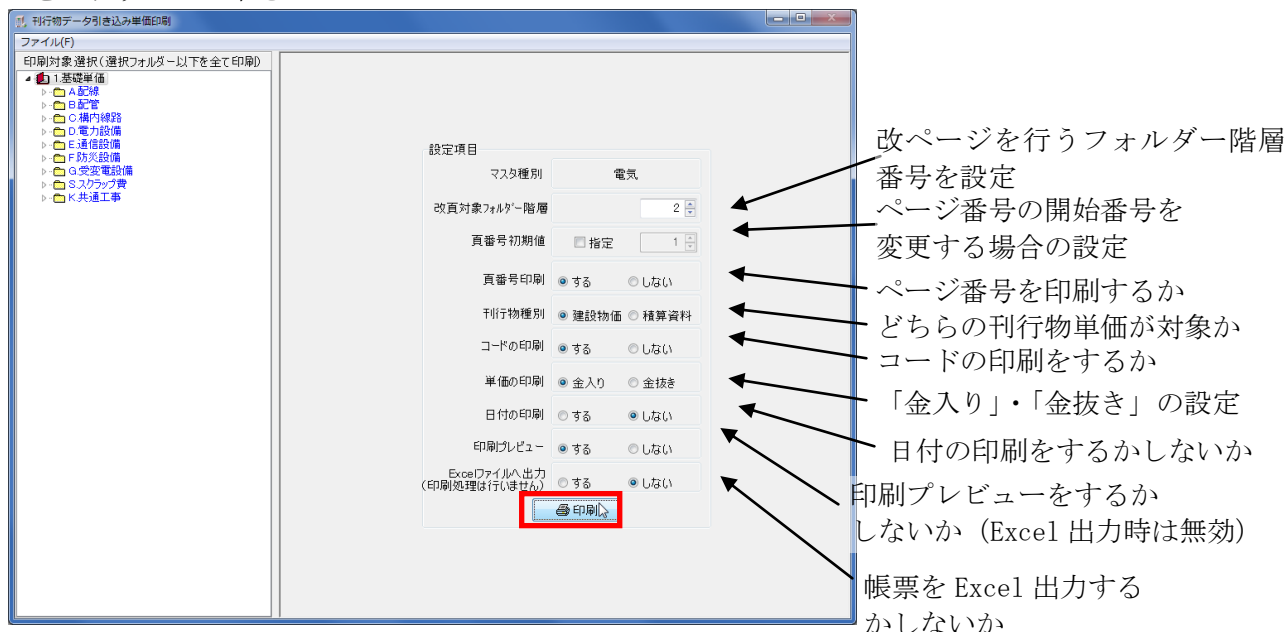 刊行物データ引き込み単価印刷
ファイル(F)
印刷対象選択(選択フォルダー以下を全て印刷)
1.基礎単価
A.配線
B.配管
C.構内線路
D.電力設備
E.通信設備
F.防災設備
G.受変電設備
S.スクラップ費
K.共通工事
設定項目
マスタ種別 電気
改頁対象フォルダー階層 2
頁番号初期値 指定 1
頁番号印刷 する しない
刊行物種別 建設物価 積算資料
コードの印刷 する しない
単価の印刷 金入り 金抜き
日付の印刷 する しない
印刷プレビュー する しない
Excelファイルへ出力
(印刷処理は行いません) する しない
印刷
改ページを行うフォルダー階層
番号を設定
ページ番号の開始番号を
変更する場合の設定
ページ番号を印刷するか
どちらの刊行物単価が対象か
コードの印刷をするか
「金入り」・「金抜き」の設定
日付の印刷をするかしないか
印刷プレビューをするか
しないか（Excel 出力時は無効）
帳票を Excel 出力する
かしないか